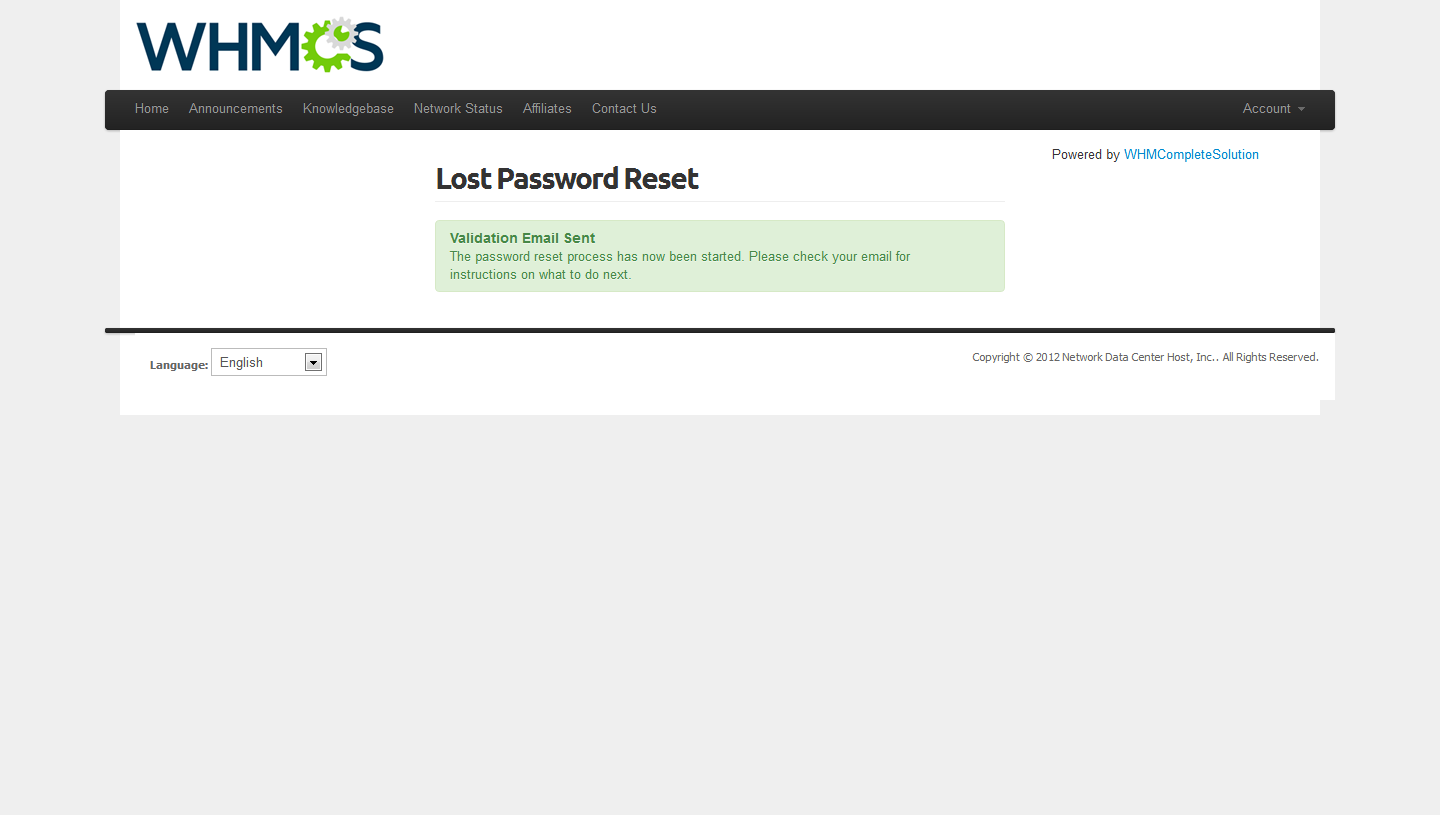 WHMCS
Home Announcements Knowledgebase Network Status Affiliates Contact Us Account
Powered by WHMCompleteSolution
Lost Password Reset
Validation Email Sent
The password reset process has now been started. Please check your email for
instructions on what to do next.
Language: English
Copyright © 2012 Network Data Center Host, Inc.. All Rights Reserved.